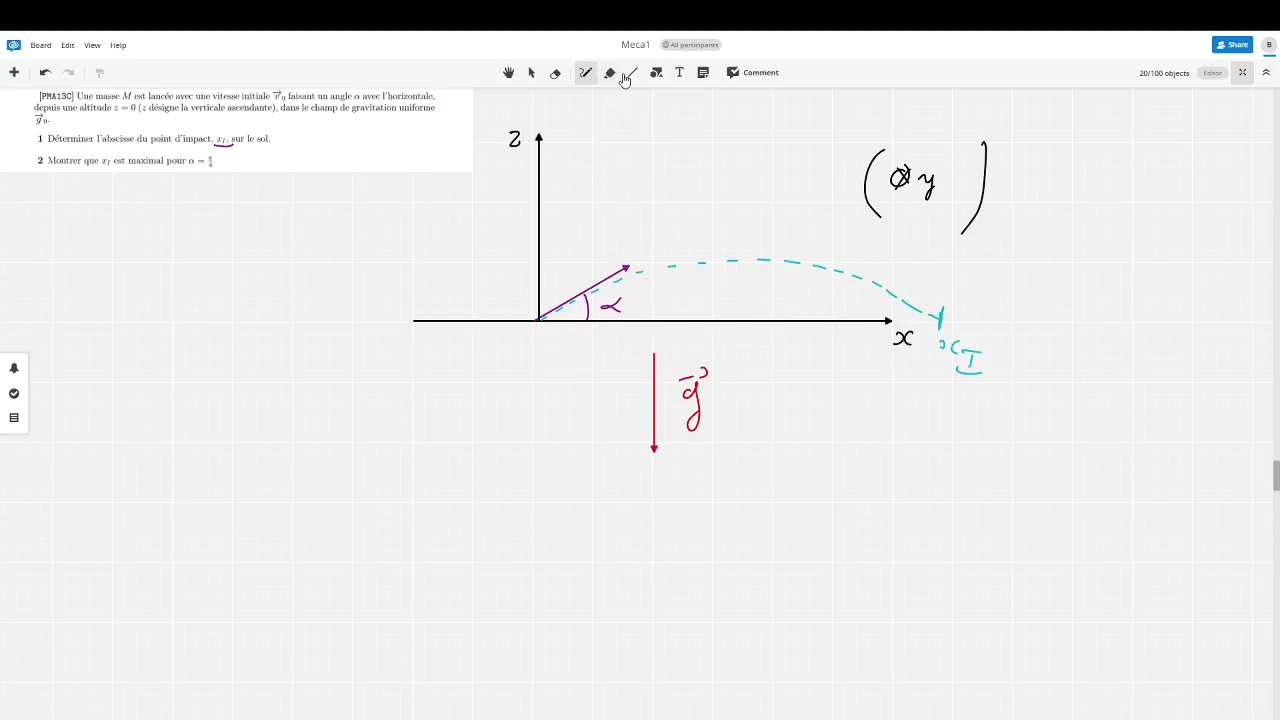 Meca1
All participants
Share
B
Board Edit View Help
Comment
20/100 objects
Editor
[PMA13C] Une masse M est lancée avec une vitesse initiale v⃗₀ faisant un angle α avec l'horizontale,
depuis une altitude z = 0 (z désigne la verticale ascendante), dans le champ de gravitation uniforme
g⃗₀.
1 Déterminer l'abscisse du point d'impact, x_I, sur le sol.
2 Montrer que x_I est maximal pour α = π/4
z
y
α
x
x_I
g⃗